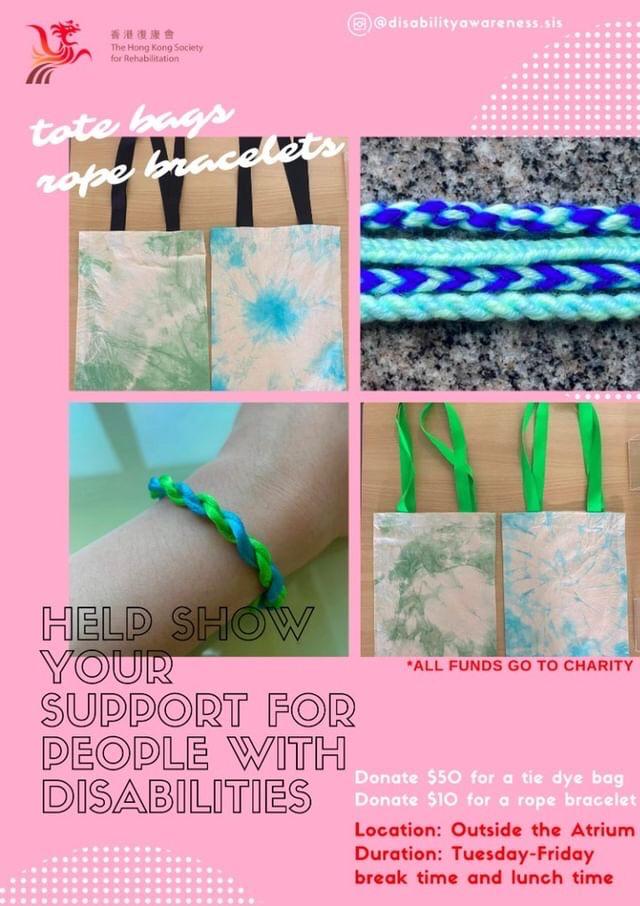 香港復康會
The Hong Kong Society
for Rehabilitation
@disabilityawareness.sis
tote bags
rope bracelets
*ALL FUNDS GO TO CHARITY
HELP SHOW
YOUR
SUPPORT FOR
PEOPLE WITH
DISABILITIES
Donate $50 for a tie dye bag
Donate $10 for a rope bracelet
Location: Outside the Atrium
Duration: Tuesday-Friday
break time and lunch time